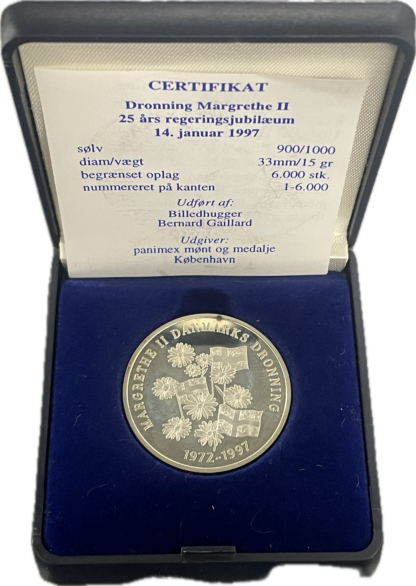 CERTIFIKAT
Dronning Margrethe II
25 års regeringsjubilæum
14. januar 1997
sølv 900/1000
diam/vægt 33mm/15 gr
begrænset oplag 6.000 stk.
nummereret på kanten 1-6.000
Udført af:
Billedhugger
Bernard Gaillard
Udgiver:
panimex mønt og medalje
København
MARGRETHE II DANMARKS DRONNING
1972-1997